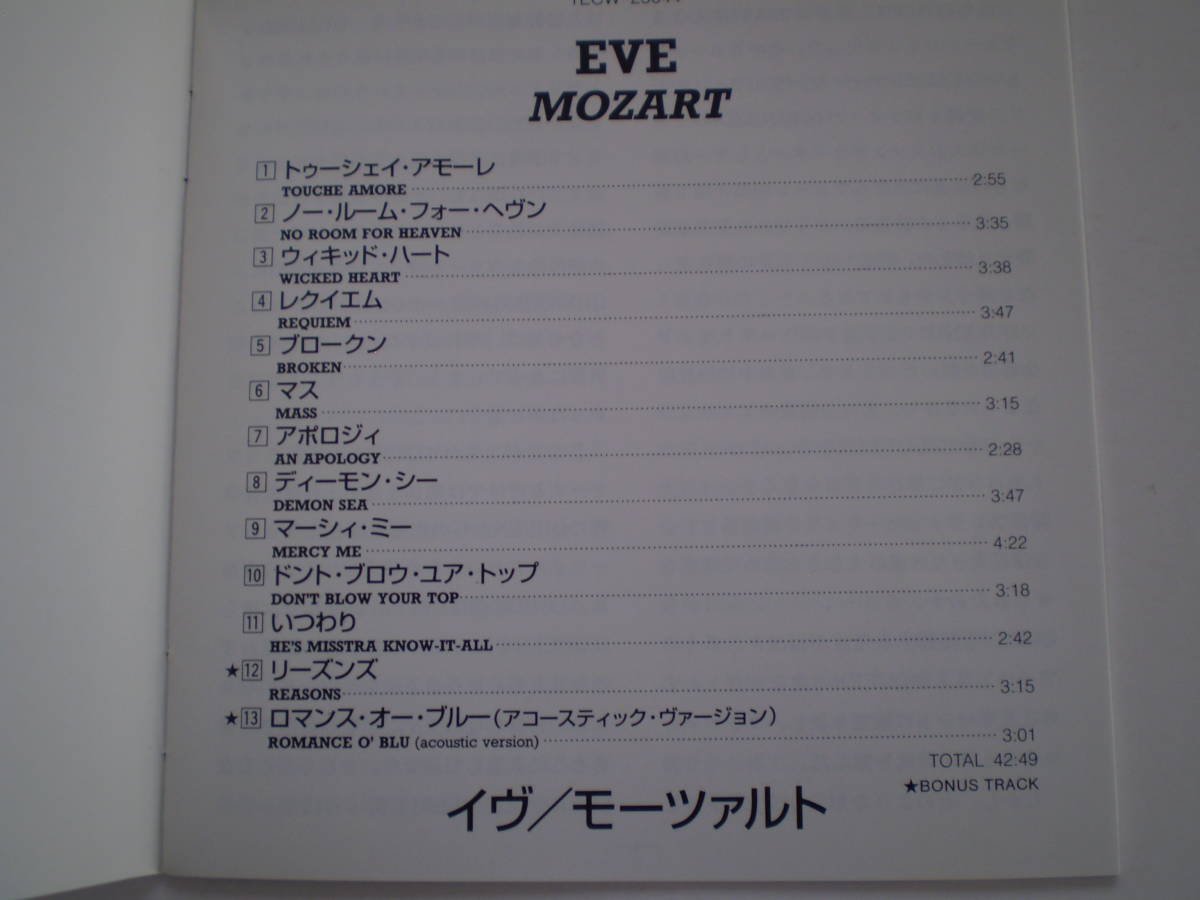 EVE
MOZART
1 トゥーシェイ・アモーレ
TOUCHE AMORE 2:55
2 ノー・ルーム・フォー・ヘヴン
NO ROOM FOR HEAVEN 3:35
3 ウィキッド・ハート
WICKED HEART 3:38
4 レクイエム
REQUIEM 3:47
5 ブロークン
BROKEN 2:41
6 マス
MASS 3:15
7 アポロジィ
AN APOLOGY 2:28
8 ディーモン・シー
DEMON SEA 3:47
9 マーシィ・ミー
MERCY ME 4:22
10 ドント・ブロウ・ユア・トップ
DON'T BLOW YOUR TOP 3:18
11 いつわり
HE'S MISSTRA KNOW-IT-ALL 2:42
★12 リーズンズ
REASONS 3:15
★13 ロマンス・オー・ブルー(アコースティック・ヴァージョン)
ROMANCE O' BLU (acoustic version) 3:01
TOTAL 42:49
★BONUS TRACK
イヴ/モーツァルト